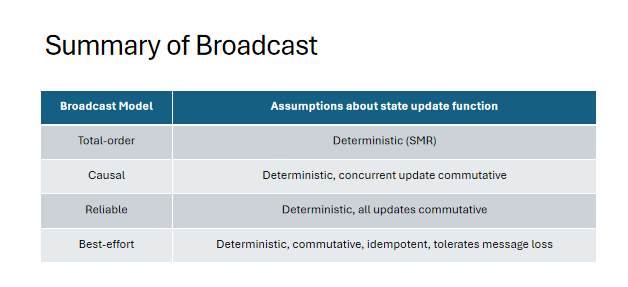 Summary of Broadcast
Broadcast Model Assumptions about state update function
Total-order Deterministic (SMR)
Causal Deterministic, concurrent update commutative
Reliable Deterministic, all updates commutative
Best-effort Deterministic, commutative, idempotent, tolerates message loss